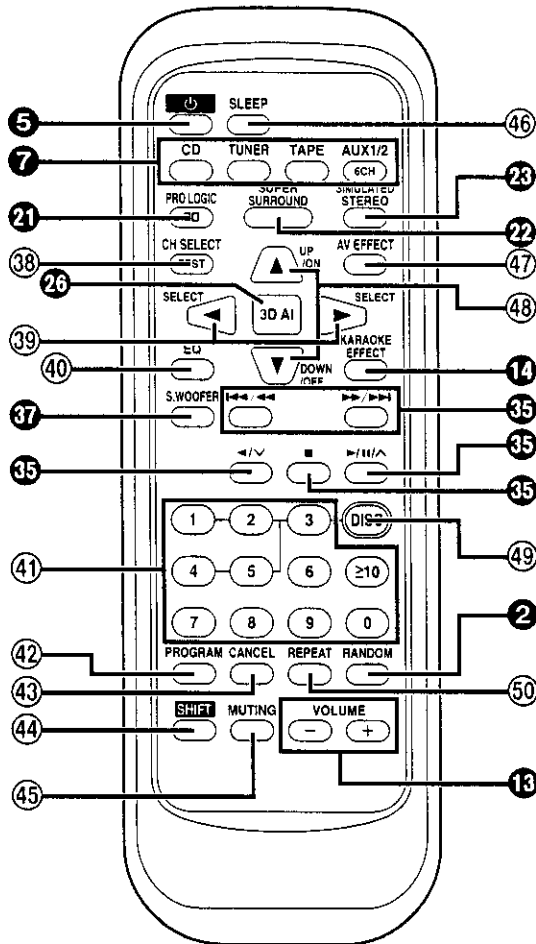 ⏻ SLEEP
5 46
CD TUNER TAPE AUX1/2
7 6CH
SUPER SIMULATED 23
PRO LOGIC SURROUND STEREO
21 22
CH SELECT UP AV EFFECT
38 TEST /ON 47
26 ▲ 48
SELECT 3D AI SELECT
39 ◀ ▶
EQ ▼ KARAOKE
40 DOWN EFFECT 14
/OFF
S.WOOFER |◀◀/◀◀ ▶▶/▶▶|
37 35
◀/∨ ■ ▶/II/∧ 35
35 35
1 2 3 DISC
41 4 5 6 ≥10 49
7 8 9 0 2
PROGRAM CANCEL REPEAT RANDOM
42
43 50
SHIFT MUTING VOLUME
44 − +
45 13